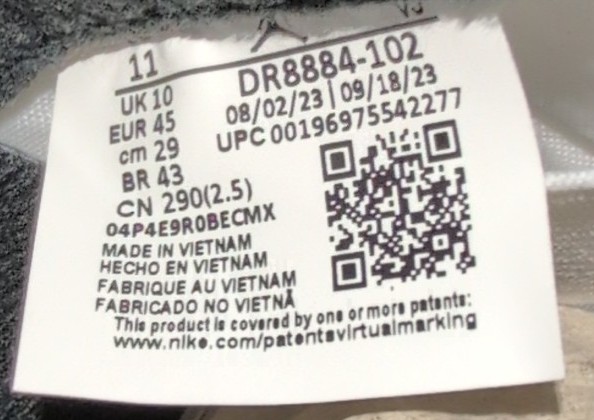 11
DR8884-102
UK 10
08/02/23 | 09/18/23
EUR 45
UPC 00196975542277
cm 29
BR 43
CN 290(2.5)
04P4E9R0BECMX
MADE IN VIETNAM
HECHO EN VIETNAM
FABRIQUE AU VIETNAM
FABRICADO NO VIETNÃ
This product is covered by one or more patents:
www.nike.com/patentsvirtualmarking